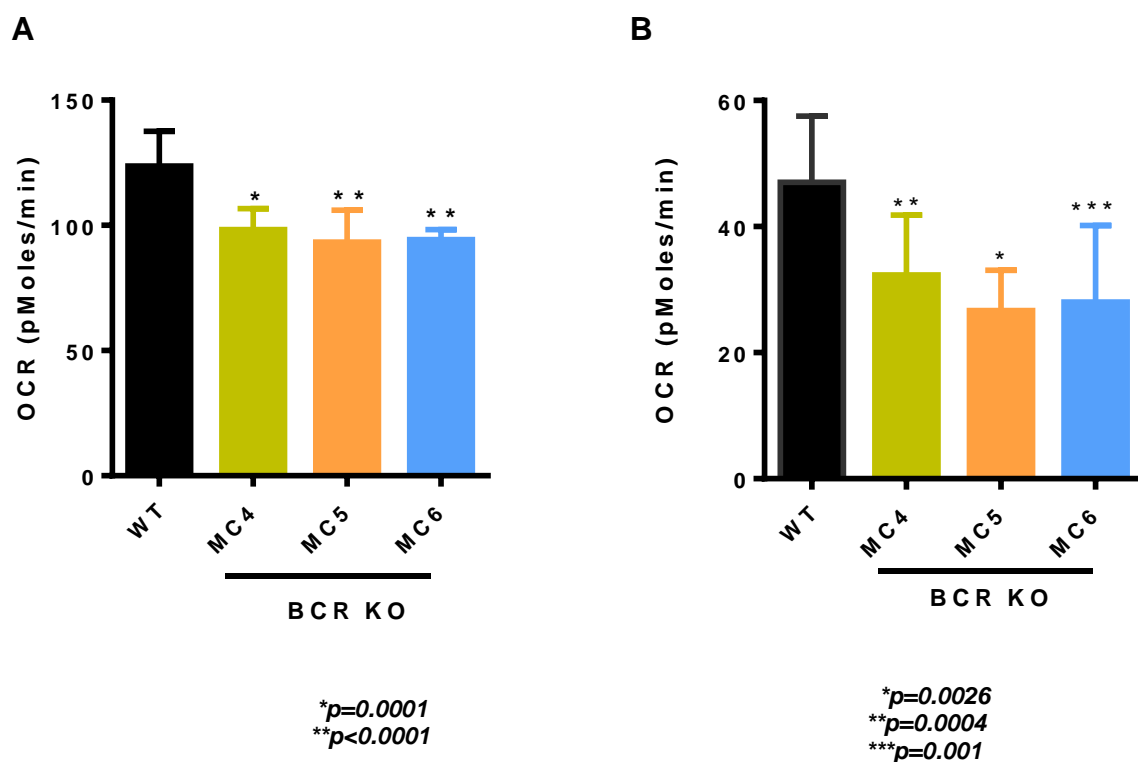 A
OCR (pMoles/min)
150
100
50
0
*
**
**
WT
MC4
MC5
MC6
BCR KO
*p=0.0001
**p<0.0001
B
OCR (pMoles/min)
60
40
20
0
**
*
***
WT
MC4
MC5
MC6
BCR KO
*p=0.0026
**p=0.0004
***p=0.001